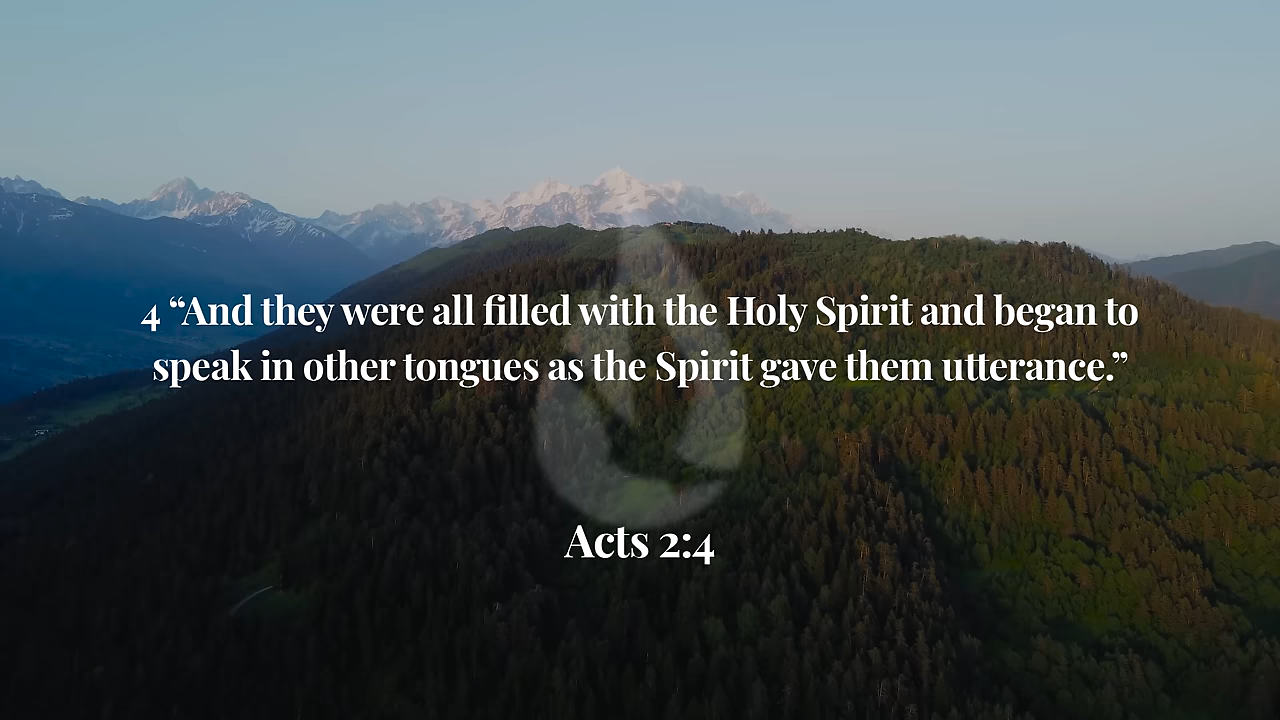 4 “And they were all filled with the Holy Spirit and began to
speak in other tongues as the Spirit gave them utterance.”
Acts 2:4